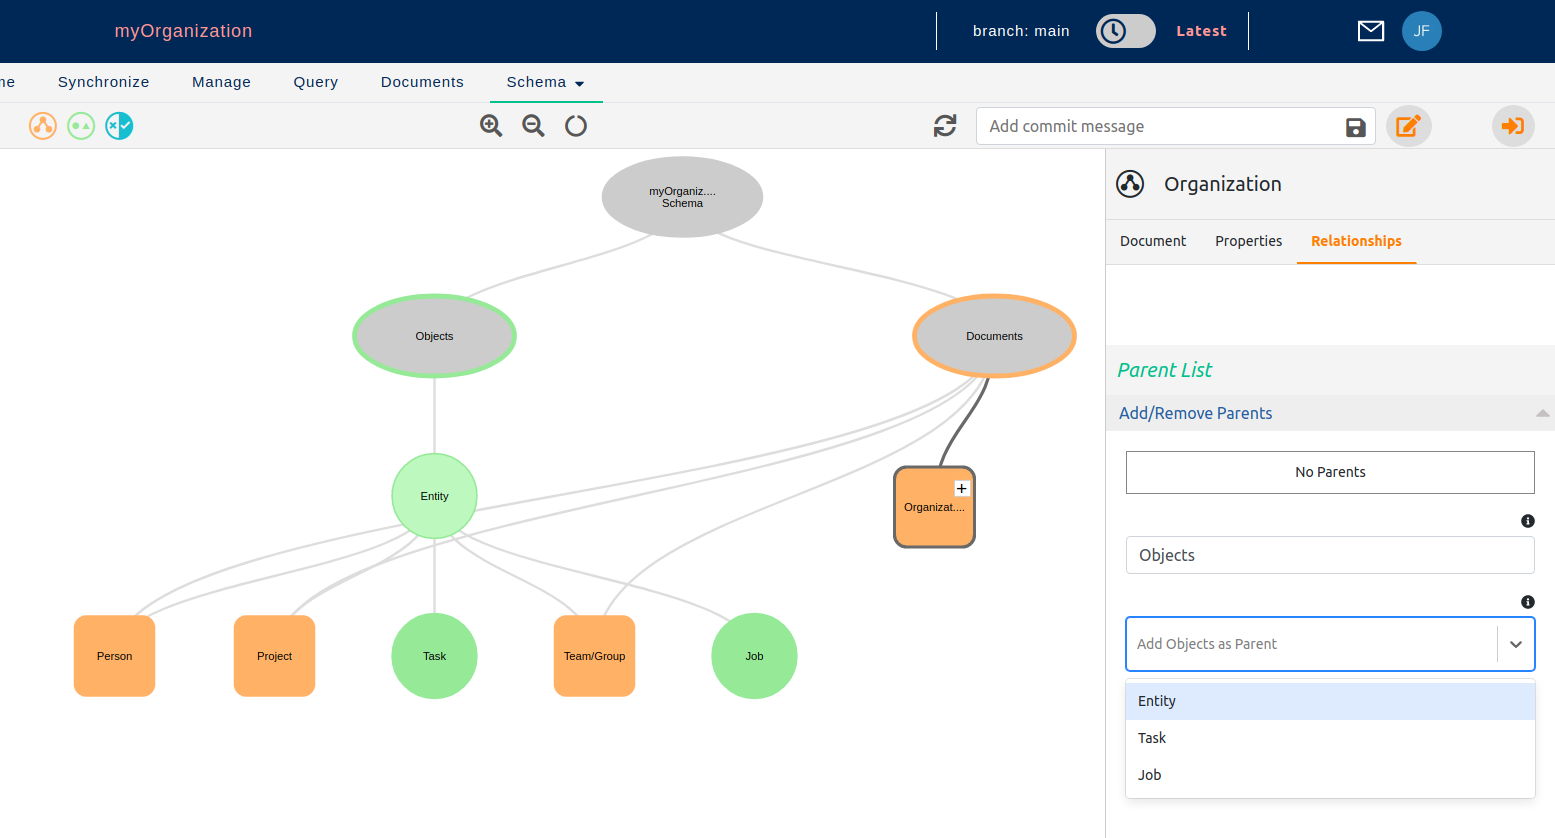 myOrganization
branch: main
Latest
JF
me
Synchronize
Manage
Query
Documents
Schema
Add commit message
myOrganiz....
Schema
Objects
Documents
Entity
Organizat....
Person
Project
Task
Team/Group
Job
Organization
Document
Properties
Relationships
Parent List
Add/Remove Parents
No Parents
Objects
Add Objects as Parent
Entity
Task
Job